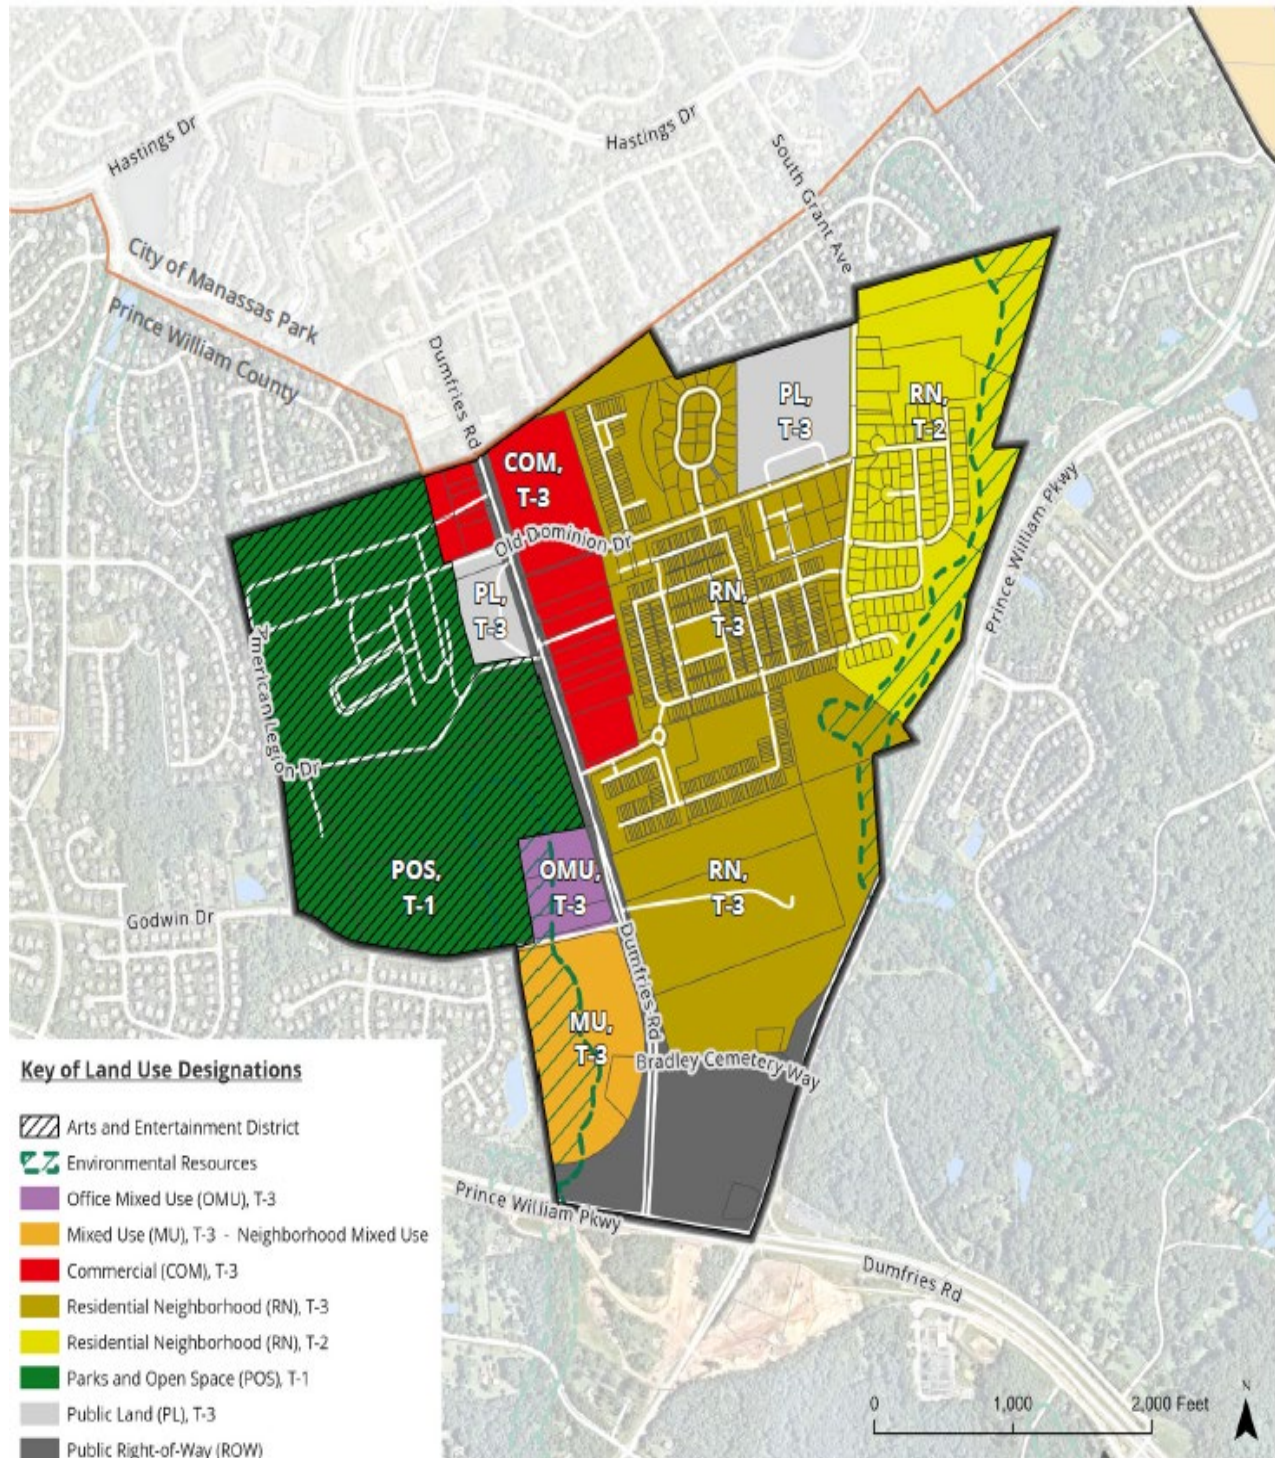 Hastings Dr
Hastings Dr
South Grant Ave
City of Manassas Park
Prince William County
Dumfries Rd
PL,
T-3
RN,
T-2
COM,
T-3
Old Dominion Dr
Prince William Pkwy
PL,
T-3
RN,
T-3
American Legion Dr
POS,
T-1
OMU,
T-3
RN,
T-3
Godwin Dr
Dumfries Rd
MU,
T-3
Bradley Cemetery Way
Key of Land Use Designations
Arts and Entertainment District
Environmental Resources
Office Mixed Use (OMU), T-3
Mixed Use (MU), T-3 - Neighborhood Mixed Use
Commercial (COM), T-3
Residential Neighborhood (RN), T-3
Residential Neighborhood (RN), T-2
Parks and Open Space (POS), T-1
Public Land (PL), T-3
Public Right-of-Way (ROW)
Prince William Pkwy
Dumfries Rd
0 1,000 2,000 Feet
N